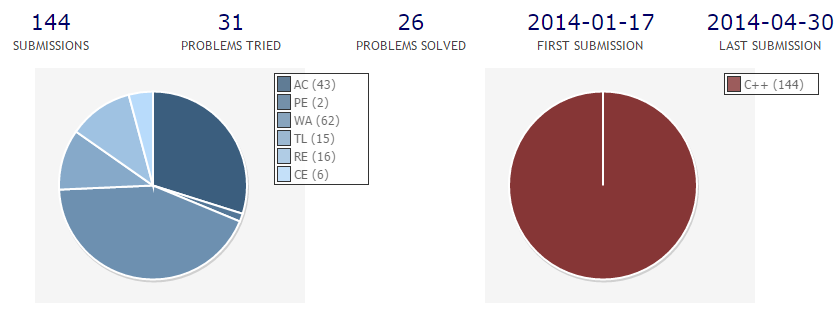 144 31 26 2014-01-17 2014-04-30
SUBMISSIONS PROBLEMS TRIED PROBLEMS SOLVED FIRST SUBMISSION LAST SUBMISSION
AC (43)
PE (2)
WA (62)
TL (15)
RE (16)
CE (6)
C++ (144)